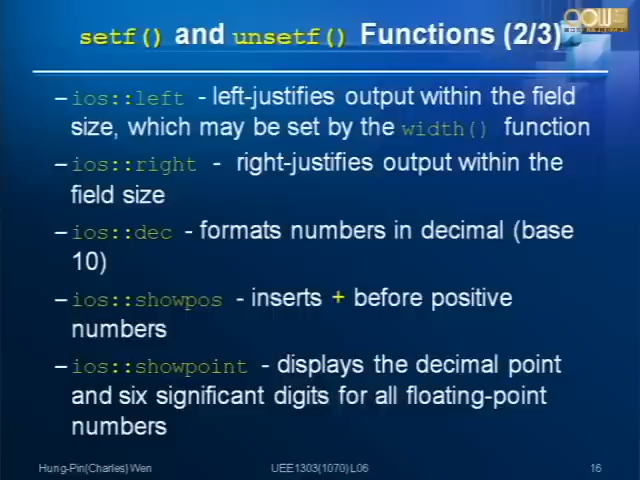 setf() and unsetf() Functions (2/3)
–ios::left - left-justifies output within the field
size, which may be set by the width() function
–ios::right - right-justifies output within the
field size
–ios::dec - formats numbers in decimal (base
10)
–ios::showpos - inserts + before positive
numbers
–ios::showpoint - displays the decimal point
and six significant digits for all floating-point
numbers
Hung-Pin(Charles) Wen UEE1303(1070) L06 16